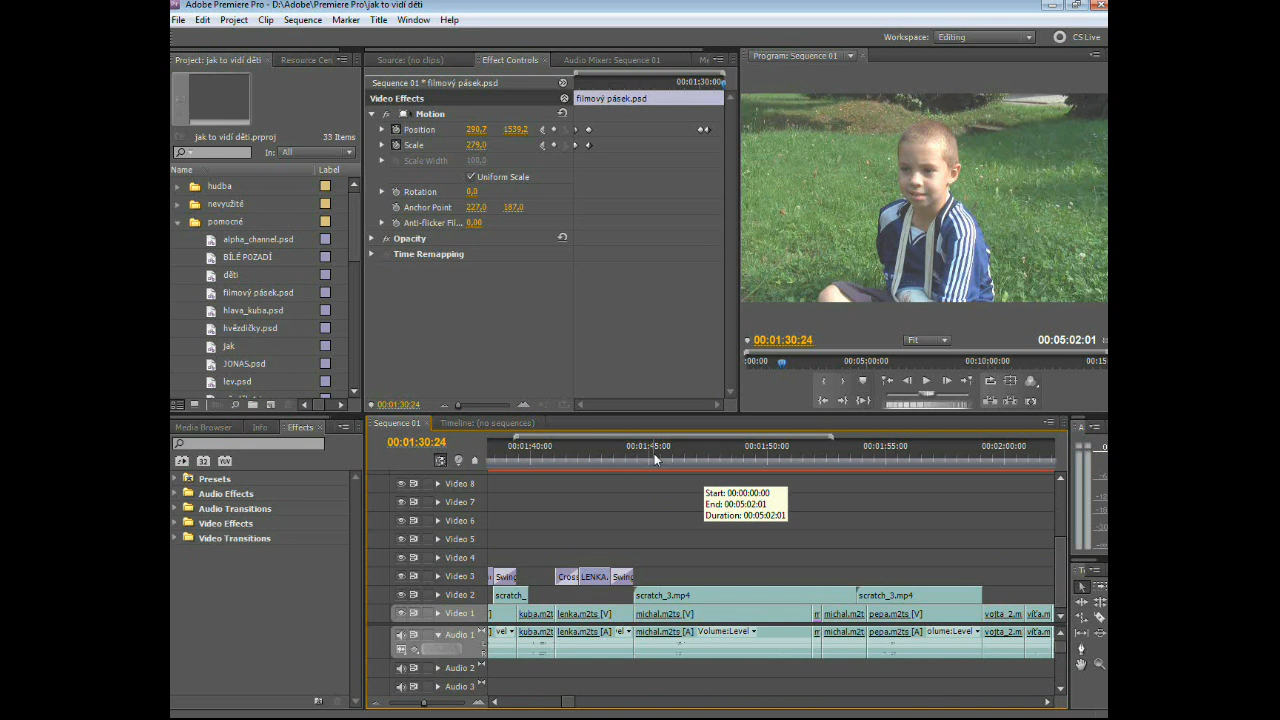 Adobe Premiere Pro - D:\Adobe\Premiere Pro\jak to vidí děti
File Edit Project Clip Sequence Marker Title Window Help
Workspace: Editing CS Live
Project: jak to vidí děti Resource Cen
Source: (no clips) Effect Controls Audio Mixer: Sequence 01
Program: Sequence 01
Sequence 01 * filmový pásek.psd 00:01:30:00
Video Effects filmový pásek.psd
Motion
Position 290,7 1539,2
jak to vidí děti.prproj 33 Items
Scale 279,0
In: All
Scale Width 100,0
Name Label
Uniform Scale
hudba
Rotation 0,0
nevyužité
Anchor Point 227,0 187,0
pomocné
Anti-flicker Fil... 0,00
alpha_channel.psd
Opacity
BÍLÉ POZADÍ
Time Remapping
děti
filmový pásek.psd
hlava_kuba.psd
hvězdičky.psd
jak
JONAS.psd
lev.psd
00:01:30:24
00:01:30:24 Fit 00:05:02:01
:00:00 00:05:00:00 00:10:00:00 00:15
Media Browser Info Effects
Sequence 01 Timeline: (no sequences)
00:01:30:24
00:01:40:00 00:01:45:00 00:01:50:00 00:01:55:00 00:02:00:00
Presets
Audio Effects
Audio Transitions
Video Effects
Video Transitions
Start: 00:00:00:00
End: 00:05:02:01
Duration: 00:05:02:01
Video 8
Video 7
Video 6
Video 5
Video 4
Video 3 Swing Cross LENKA. Swing
Video 2 scratch_ scratch_3.mp4 scratch_3.mp4
Video 1 kuba.m2t lenka.m2ts [V] michal.m2ts [V] michal.m2t pepa.m2ts [V] vojta_2.m víťa.m
Audio 1 vel kuba.m2t lenka.m2ts [A] vel michal.m2ts [A] Volume:Level michal.m2t pepa.m2ts [A] olume:Level vojta_2.m víťa.m
Audio 2
Audio 3